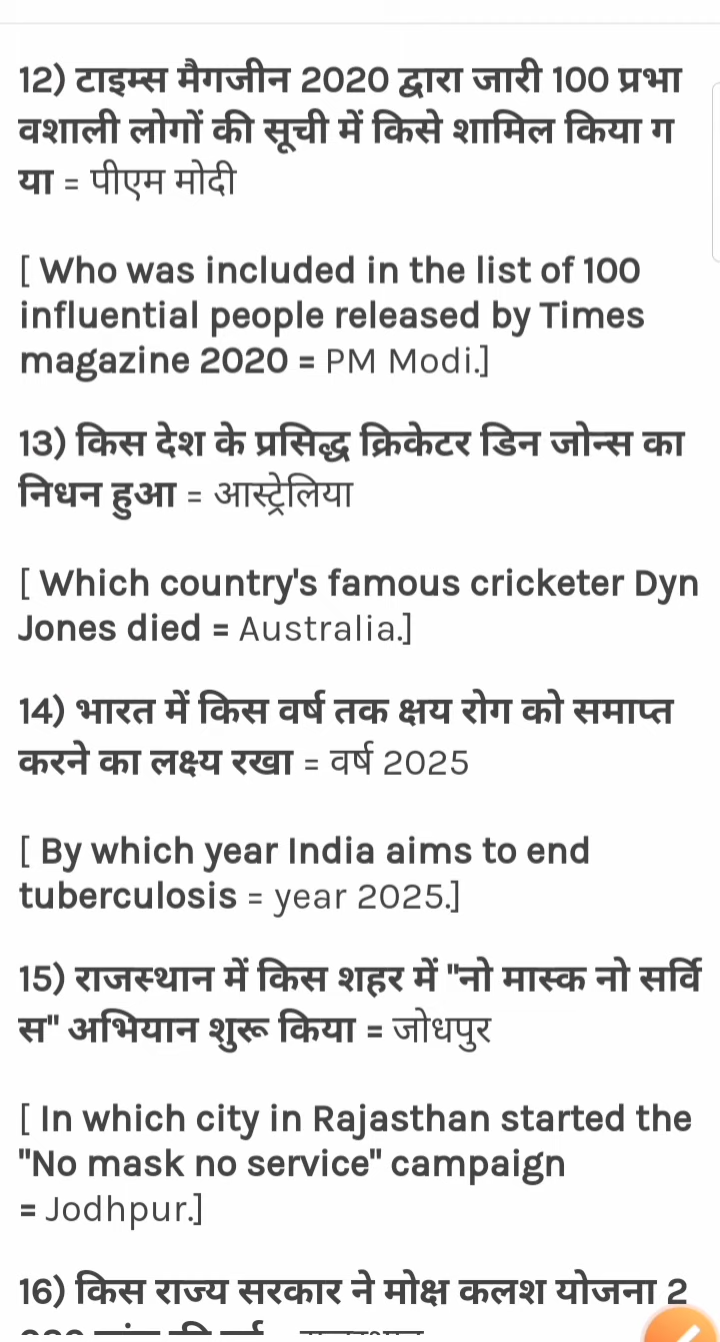 12) टाइम्स मैगजीन 2020 द्वारा जारी 100 प्रभा
वशाली लोगों की सूची में किसे शामिल किया ग
या = पीएम मोदी
[ Who was included in the list of 100
influential people released by Times
magazine 2020 = PM Modi.]
13) किस देश के प्रसिद्ध क्रिकेटर डिन जोन्स का
निधन हुआ = आस्ट्रेलिया
[ Which country's famous cricketer Dyn
Jones died = Australia.]
14) भारत में किस वर्ष तक क्षय रोग को समाप्त
करने का लक्ष्य रखा = वर्ष 2025
[ By which year India aims to end
tuberculosis = year 2025.]
15) राजस्थान में किस शहर में "नो मास्क नो सर्वि
स" अभियान शुरू किया = जोधपुर
[ In which city in Rajasthan started the
"No mask no service" campaign
= Jodhpur.]
16) किस राज्य सरकार ने मोक्ष कलश योजना 2